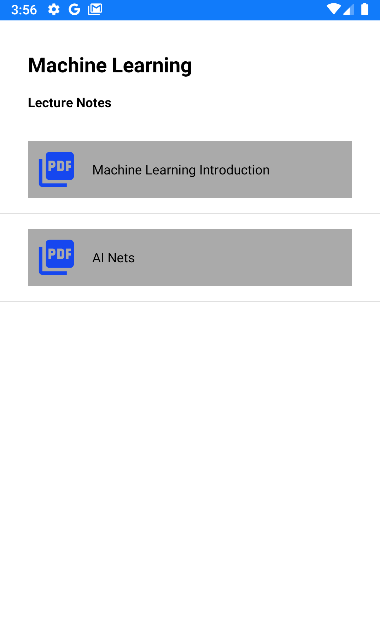 3:56
Machine Learning
Lecture Notes
PDF
Machine Learning Introduction
PDF
AI Nets